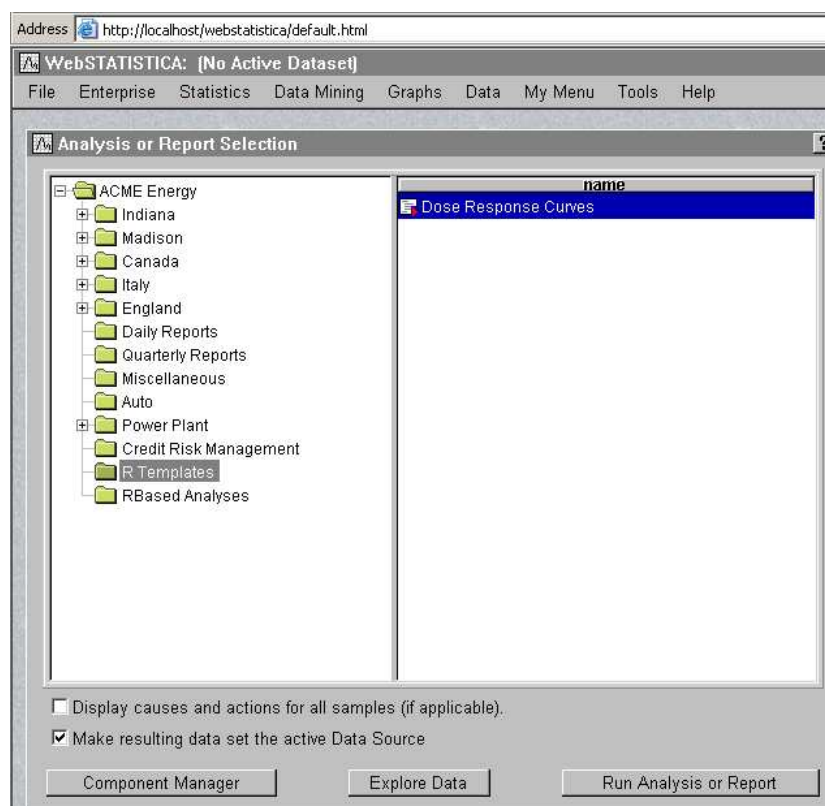 Address http://localhost/webstatistica/default.html
WebSTATISTICA: (No Active Dataset)
File Enterprise Statistics Data Mining Graphs Data My Menu Tools Help
Analysis or Report Selection ?
ACME Energy
Indiana
Madison
Canada
Italy
England
Daily Reports
Quarterly Reports
Miscellaneous
Auto
Power Plant
Credit Risk Management
R Templates
RBased Analyses
name
Dose Response Curves
Display causes and actions for all samples (if applicable).
Make resulting data set the active Data Source
Component Manager Explore Data Run Analysis or Report